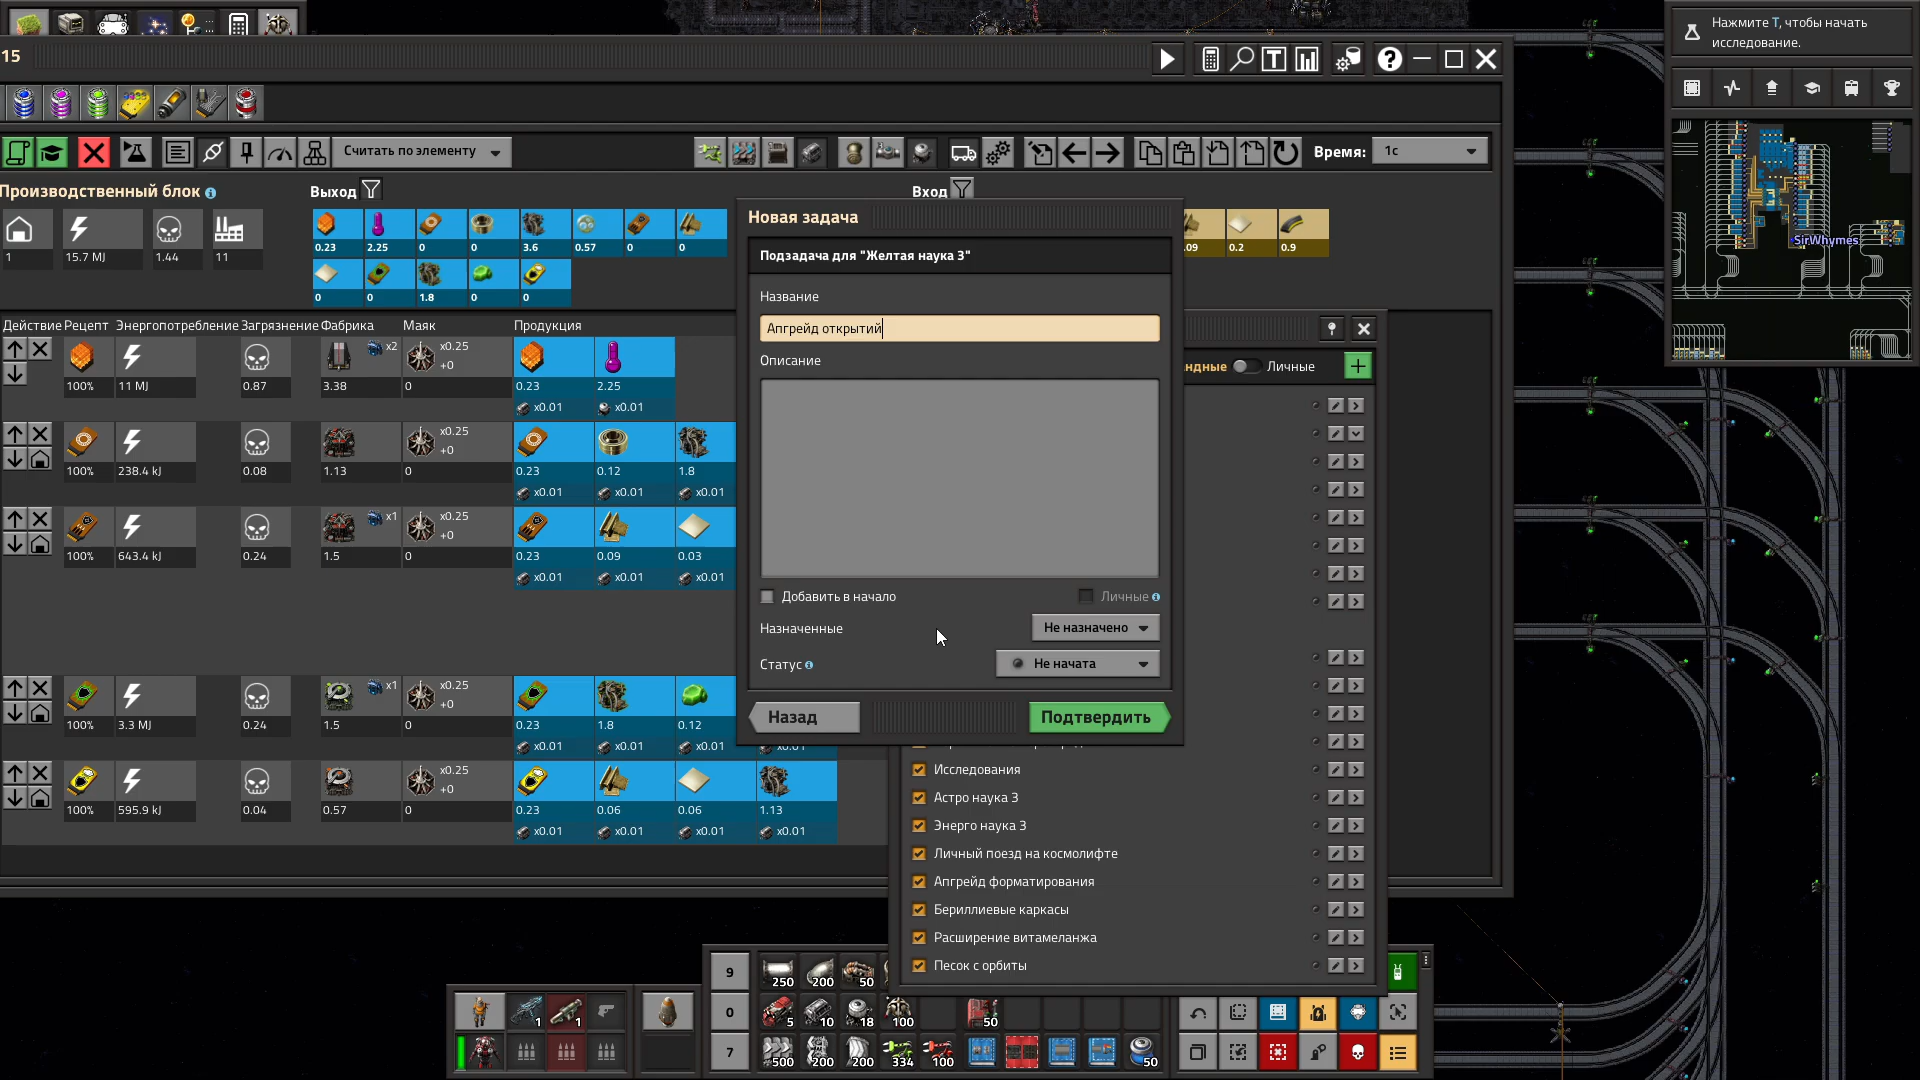 15
Нажмите T, чтобы начать
исследование.
Считать по элементу
Время: 1с
Производственный блок
Выход
Вход
1
15.7 MJ
1.44
11
0.23 2.25 0 0 3.6 0.57 0 0
0 0 1.8 0 0
.09 0.2 0.9
SirWhymes
Новая задача
Подзадача для "Желтая наука 3"
Название
Апгрейд открытий
Описание
Добавить в начало
Личные
Назначенные
Не назначено
Статус
Не начата
Назад
Подтвердить
ндные
Личные
Действие Рецепт Энергопотребление Загрязнение Фабрика Маяк Продукция
x2 x0.25
+0
100% 11 MJ 0.87 3.38 0 0.23 2.25
x0.01 x0.01
x0.25
+0
100% 238.4 kJ 0.08 1.13 0 0.23 0.12 1.8
x0.01 x0.01 x0.01
x1 x0.25
+0
100% 643.4 kJ 0.24 1.5 0 0.23 0.09 0.03
x0.01 x0.01 x0.01
x1 x0.25
+0
100% 3.3 MJ 0.24 1.5 0 0.23 1.8 0.12
x0.01 x0.01 x0.01 x0.01
x0.25
+0
100% 595.9 kJ 0.04 0.57 0 0.23 0.06 0.06 1.13
x0.01 x0.01 x0.01 x0.01
Исследования
Астро наука 3
Энерго наука 3
Личный поезд на космолифте
Апгрейд форматирования
Бериллиевые каркасы
Расширение витамеланжа
Песок с орбиты
9 250 200 50
0 5 10 18 100 50
7 500 200 200 334 100 50
1 1